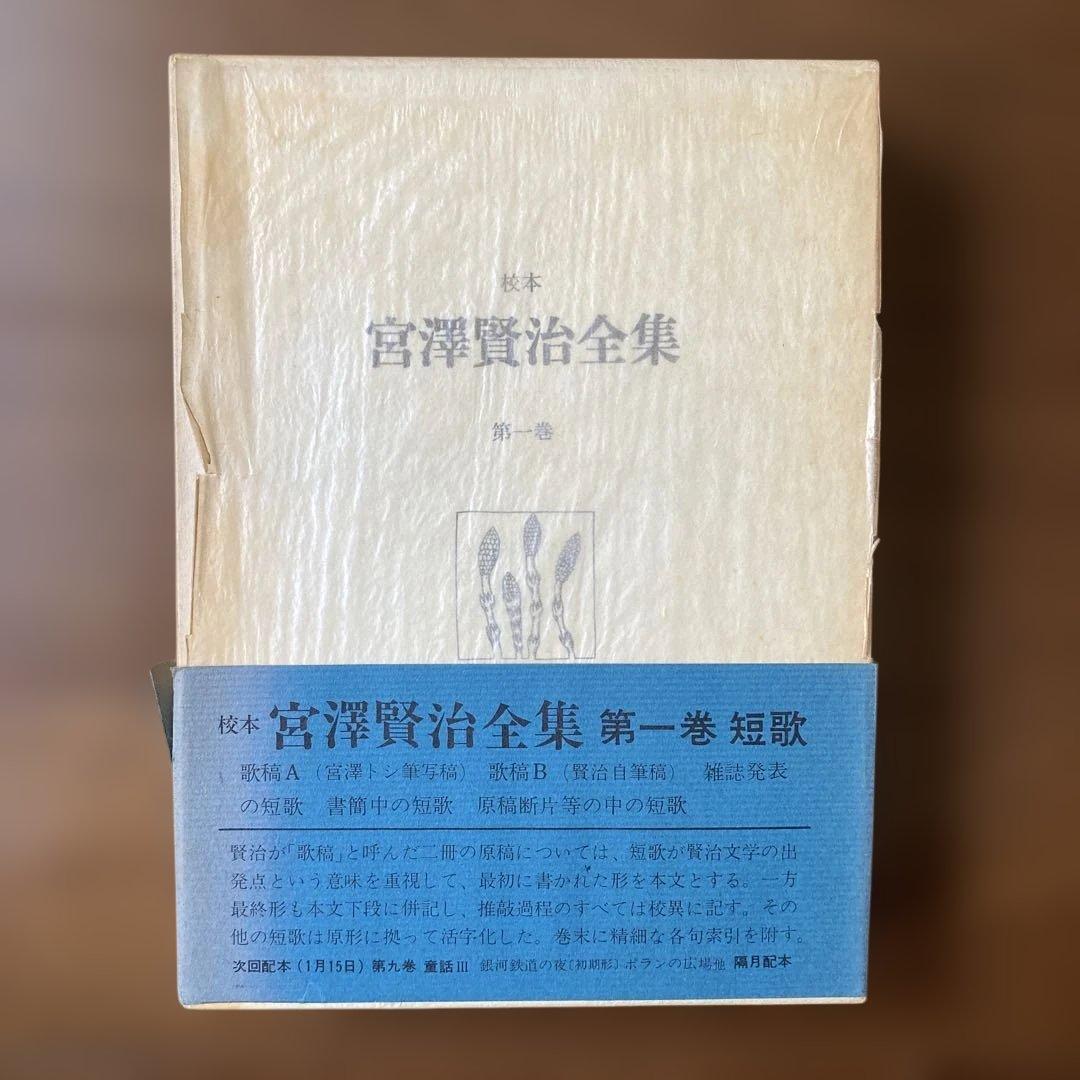 校本
宮澤賢治全集
第一巻
校本 宮澤賢治全集 第一巻 短歌
歌稿A（宮澤トシ筆写稿） 歌稿B（賢治自筆稿） 雑誌発表
の短歌 書簡中の短歌 原稿断片等の中の短歌
賢治が「歌稿」と呼んだ二冊の原稿については、短歌が賢治文学の出
発点という意味を重視して、最初に書かれた形を本文とする。一方
最終形も本文下段に併記し、推敲過程のすべては校異に記す。その
他の短歌は原形に拠って活字化した。巻末に精細な各句索引を附す。
次回配本（1月15日）第九巻 童話Ⅲ 銀河鉄道の夜〔初期形〕ポランの広場他 隔月配本